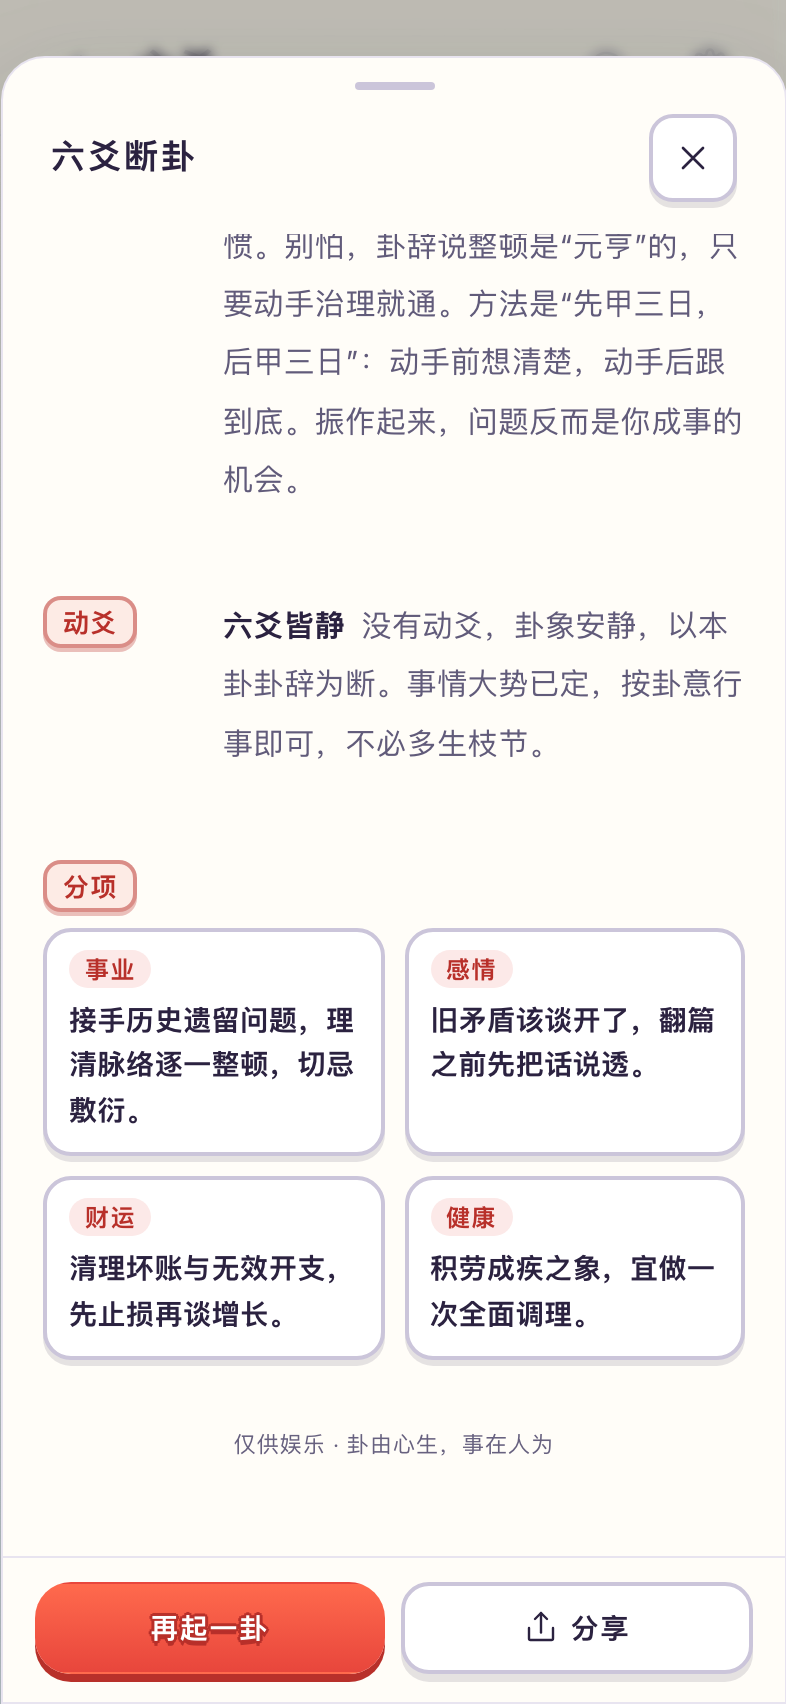 六爻断卦
惯。别怕，卦辞说整顿是“元亨”的，只
要动手治理就通。方法是“先甲三日，
后甲三日”：动手前想清楚，动手后跟
到底。振作起来，问题反而是你成事的
机会。
动爻
六爻皆静 没有动爻，卦象安静，以本
卦卦辞为断。事情大势已定，按卦意行
事即可，不必多生枝节。
分项
事业
接手历史遗留问题，理
清脉络逐一整顿，切忌
敷衍。
感情
旧矛盾该谈开了，翻篇
之前先把话说透。
财运
清理坏账与无效开支，
先止损再谈增长。
健康
积劳成疾之象，宜做一
次全面调理。
仅供娱乐 · 卦由心生，事在人为
再起一卦
分享